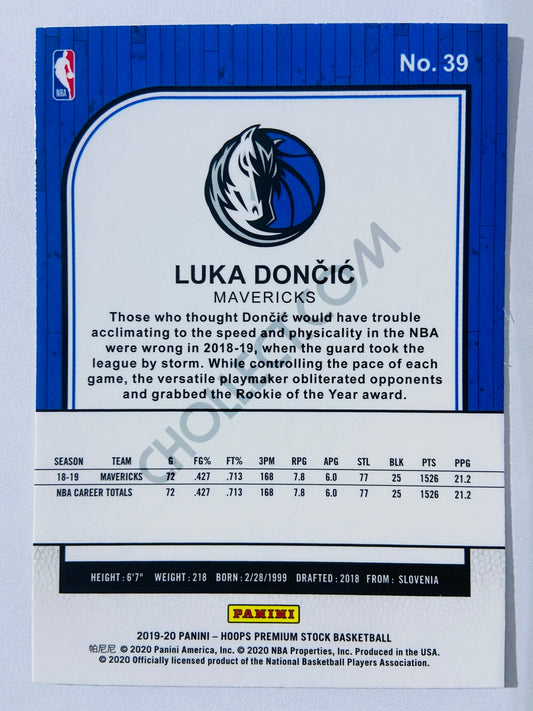 No. 39
NBA
LUKA DONČIĆ
MAVERICKS
Those who thought Dončić would have trouble
acclimating to the speed and physicality in the NBA
were wrong in 2018-19, when the guard took the
league by storm. While controlling the pace of each
game, the versatile playmaker obliterated opponents
and grabbed the Rookie of the Year award.
CHOLLECT.COM
SEASON TEAM G FG% FT% 3PM RPG APG STL BLK PTS PPG
18-19 MAVERICKS 72 .427 .713 168 7.8 6.0 77 25 1526 21.2
NBA CAREER TOTALS 72 .427 .713 168 7.8 6.0 77 25 1526 21.2
HEIGHT: 6'7" WEIGHT: 218 BORN: 2/28/1999 DRAFTED: 2018 FROM: SLOVENIA
PANINI
2019-20 PANINI – HOOPS PREMIUM STOCK BASKETBALL
帕尼尼 © 2020 Panini America, Inc. © 2020 NBA Properties, Inc. Produced in the USA.
© 2020 Officially licensed product of the National Basketball Players Association.